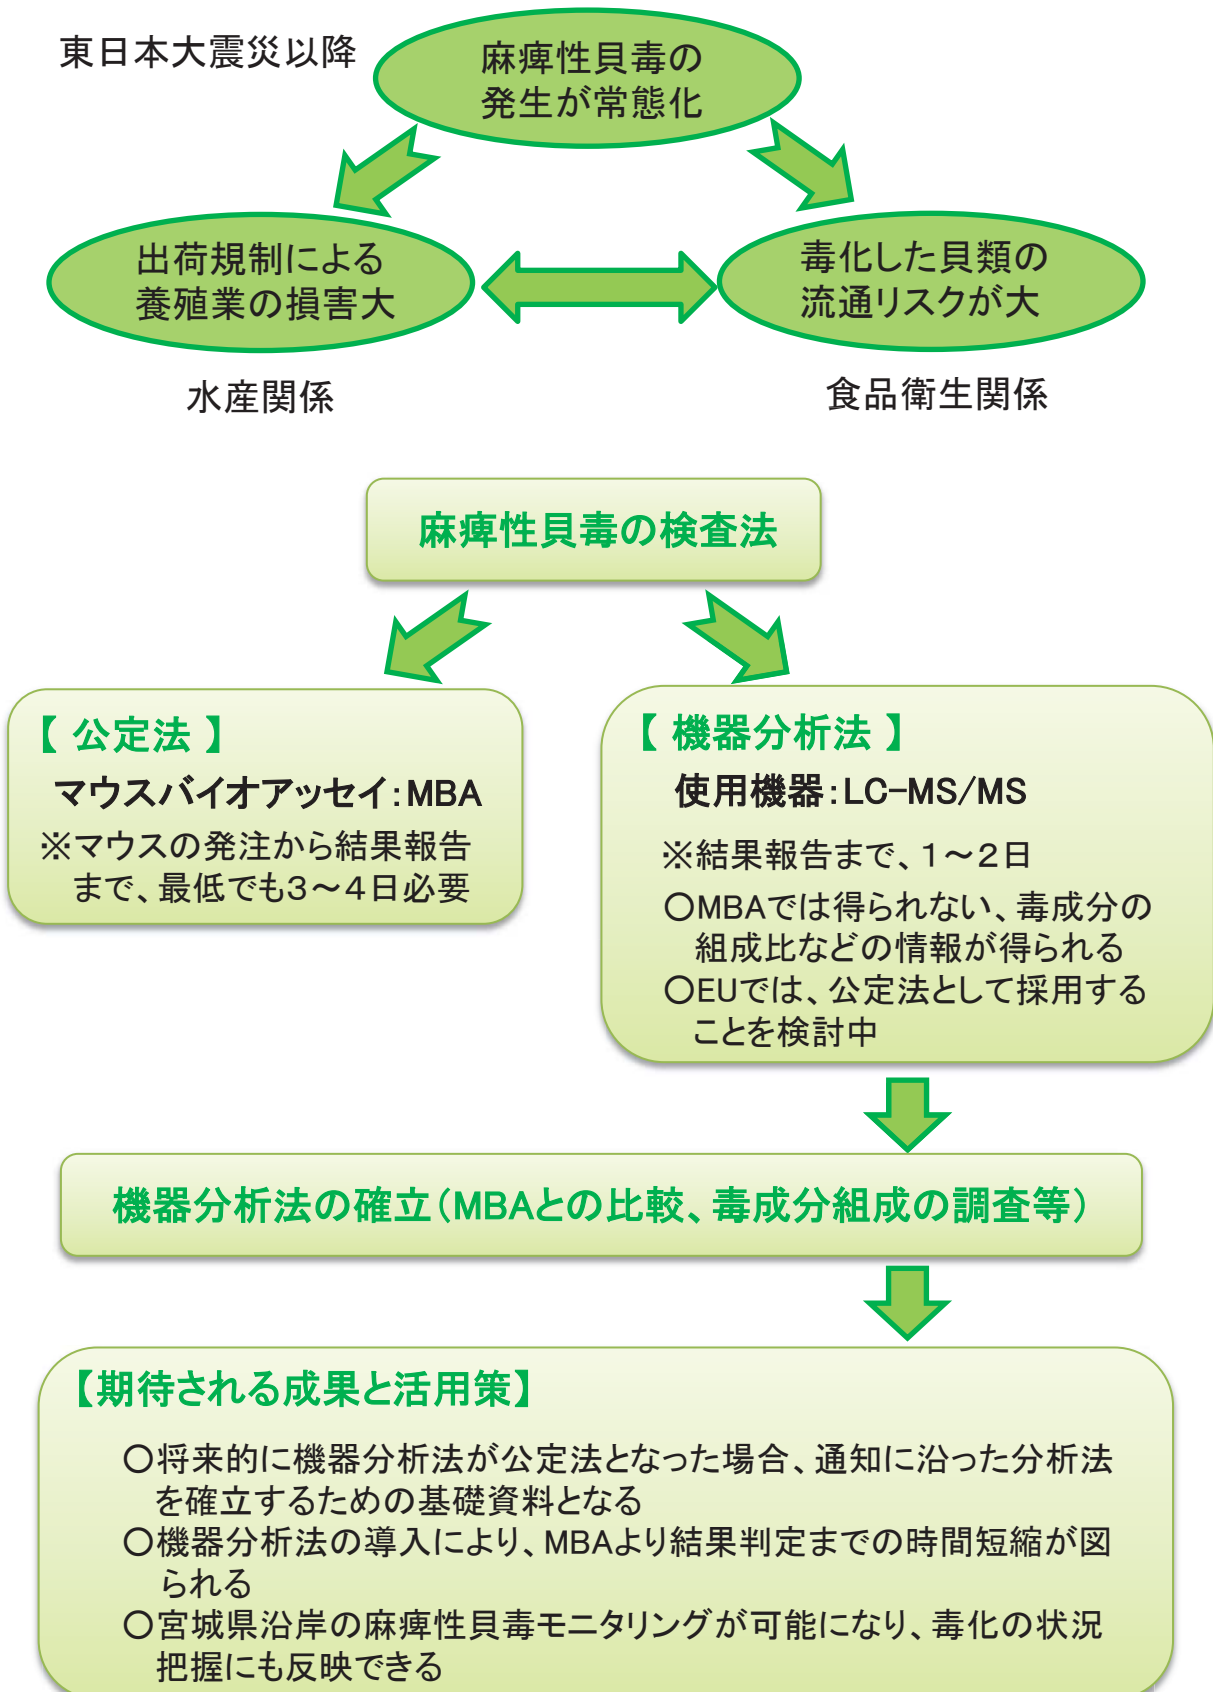 東日本大震災以降
麻痺性貝毒の
発生が常態化
出荷規制による
養殖業の損害大
毒化した貝類の
流通リスクが大
水産関係
食品衛生関係
麻痺性貝毒の検査法
【 公定法 】
マウスバイオアッセイ：MBA
※マウスの発注から結果報告
まで、最低でも3～4日必要
【 機器分析法 】
使用機器：LC-MS/MS
※結果報告まで、1～2日
○MBAでは得られない、毒成分の
組成比などの情報が得られる
○EUでは、公定法として採用する
ことを検討中
機器分析法の確立（MBAとの比較、毒成分組成の調査等）
【期待される成果と活用策】
○将来的に機器分析法が公定法となった場合、通知に沿った分析法
を確立するための基礎資料となる
○機器分析法の導入により、MBAより結果判定までの時間短縮が図
られる
○宮城県沿岸の麻痺性貝毒モニタリングが可能になり、毒化の状況
把握にも反映できる